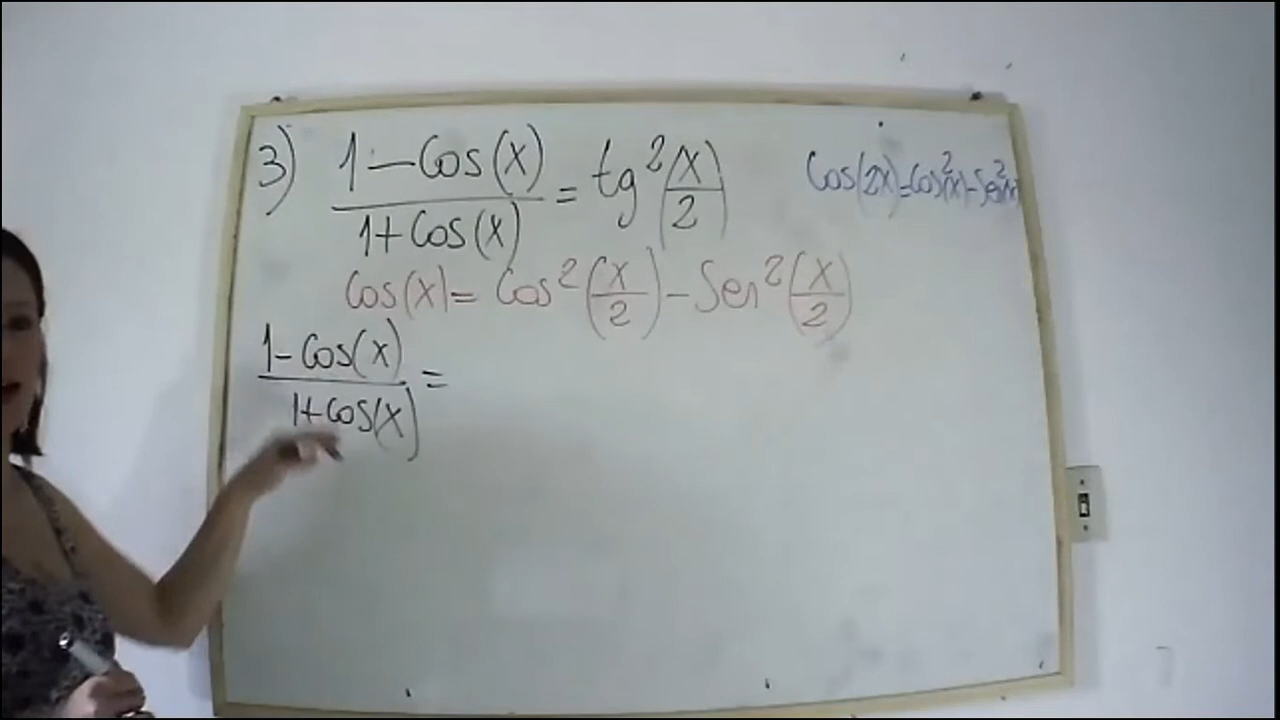 3) 1-Cos(x)/1+Cos(x) = tg²(x/2)
Cos(2x)=Cos²(x)-Sen²(x)
Cos(x)= Cos²(x/2)-Sen²(x/2)
1-Cos(x)/1+Cos(x) =